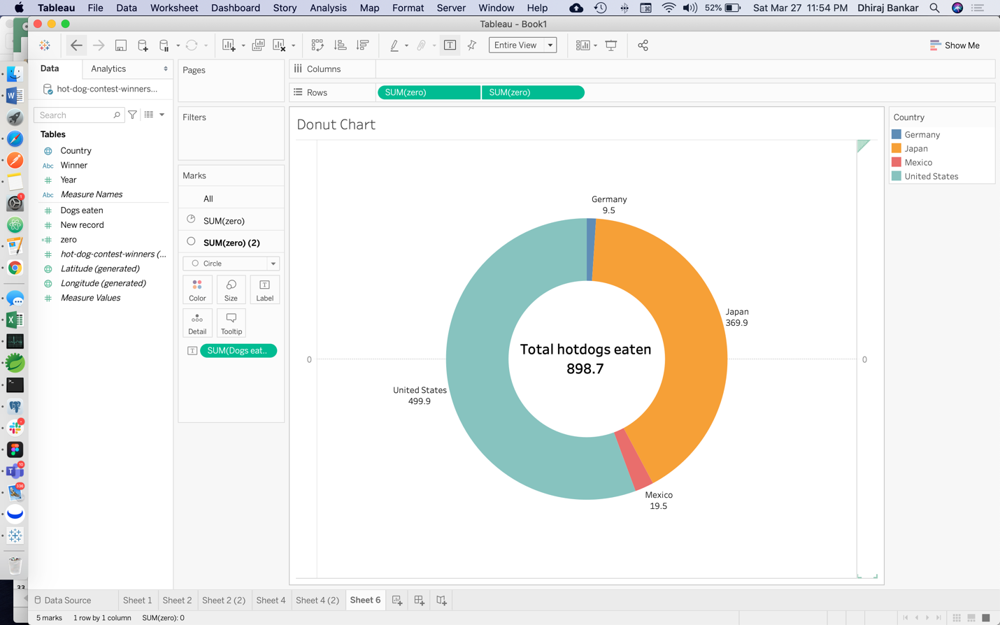 Tableau File Data Worksheet Dashboard Story Analysis Map Format Server Window Help 52% Sat Mar 27 11:54 PM Dhiraj Bankar
Tableau - Book1
Entire View
Show Me
Data
Analytics
hot-dog-contest-winners...
Search
Tables
Country
Abc Winner
Year
Abc Measure Names
Dogs eaten
New record
zero
hot-dog-contest-winners (...
Latitude (generated)
Longitude (generated)
Measure Values
Pages
Filters
Marks
All
SUM(zero)
SUM(zero) (2)
Circle
Color Size Label
Detail Tooltip
SUM(Dogs eat..
Columns
Rows SUM(zero) SUM(zero)
Donut Chart
Germany
9.5
Japan
369.9
Total hotdogs eaten
898.7
0
0
United States
499.9
Mexico
19.5
Country
Germany
Japan
Mexico
United States
33
Data Source Sheet 1 Sheet 2 Sheet 2 (2) Sheet 4 Sheet 4 (2) Sheet 6
5 marks 1 row by 1 column SUM(zero): 0